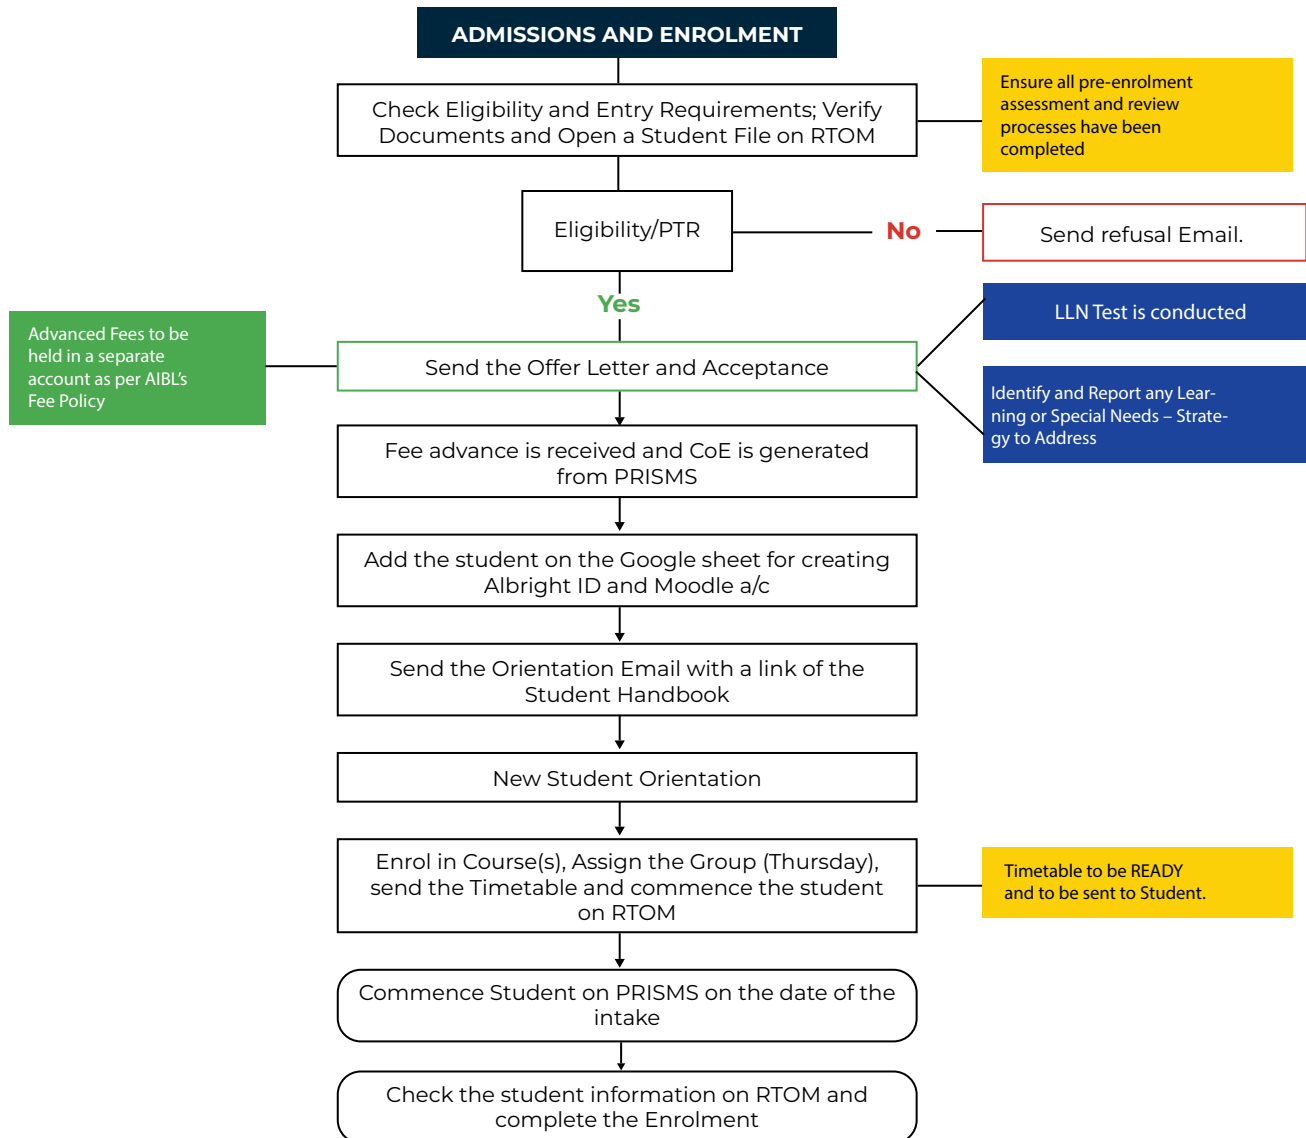 ADMISSIONS AND ENROLMENT
Check Eligibility and Entry Requirements; Verify
Documents and Open a Student File on RTOM
Ensure all pre-enrolment
assessment and review
processes have been
completed
Eligibility/PTR
No
Send refusal Email.
Yes
LLN Test is conducted
Advanced Fees to be
held in a separate
account as per AIBL's
Fee Policy
Send the Offer Letter and Acceptance
Identify and Report any Lear-
ning or Special Needs – Strate-
gy to Address
Fee advance is received and CoE is generated
from PRISMS
Add the student on the Google sheet for creating
Albright ID and Moodle a/c
Send the Orientation Email with a link of the
Student Handbook
New Student Orientation
Enrol in Course(s), Assign the Group (Thursday),
send the Timetable and commence the student
on RTOM
Timetable to be READY
and to be sent to Student.
Commence Student on PRISMS on the date of the
intake
Check the student information on RTOM and
complete the Enrolment